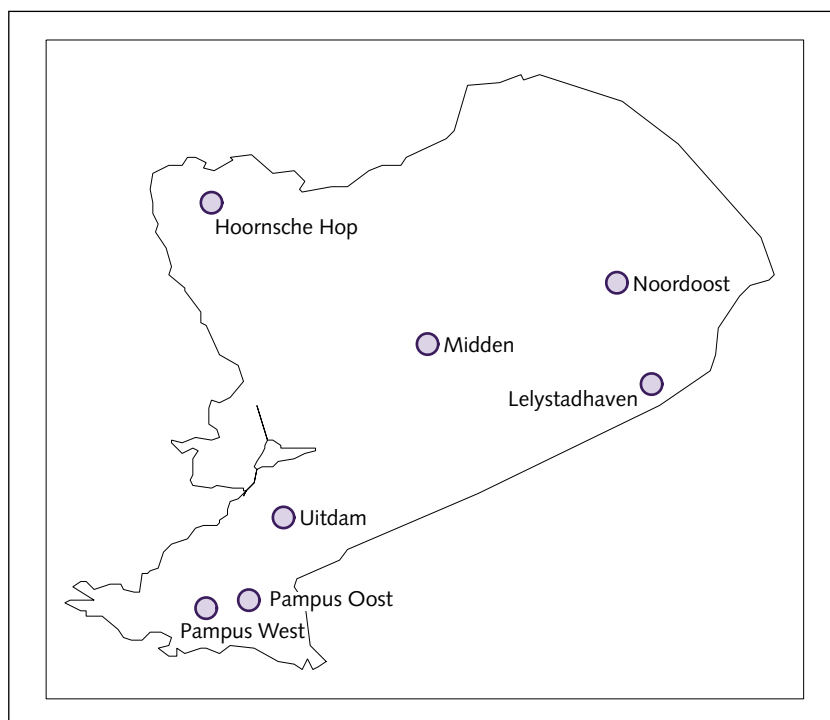 Hoornsche Hop
Noordoost
Midden
Lelystadhaven
Uitdam
Pampus Oost
Pampus West